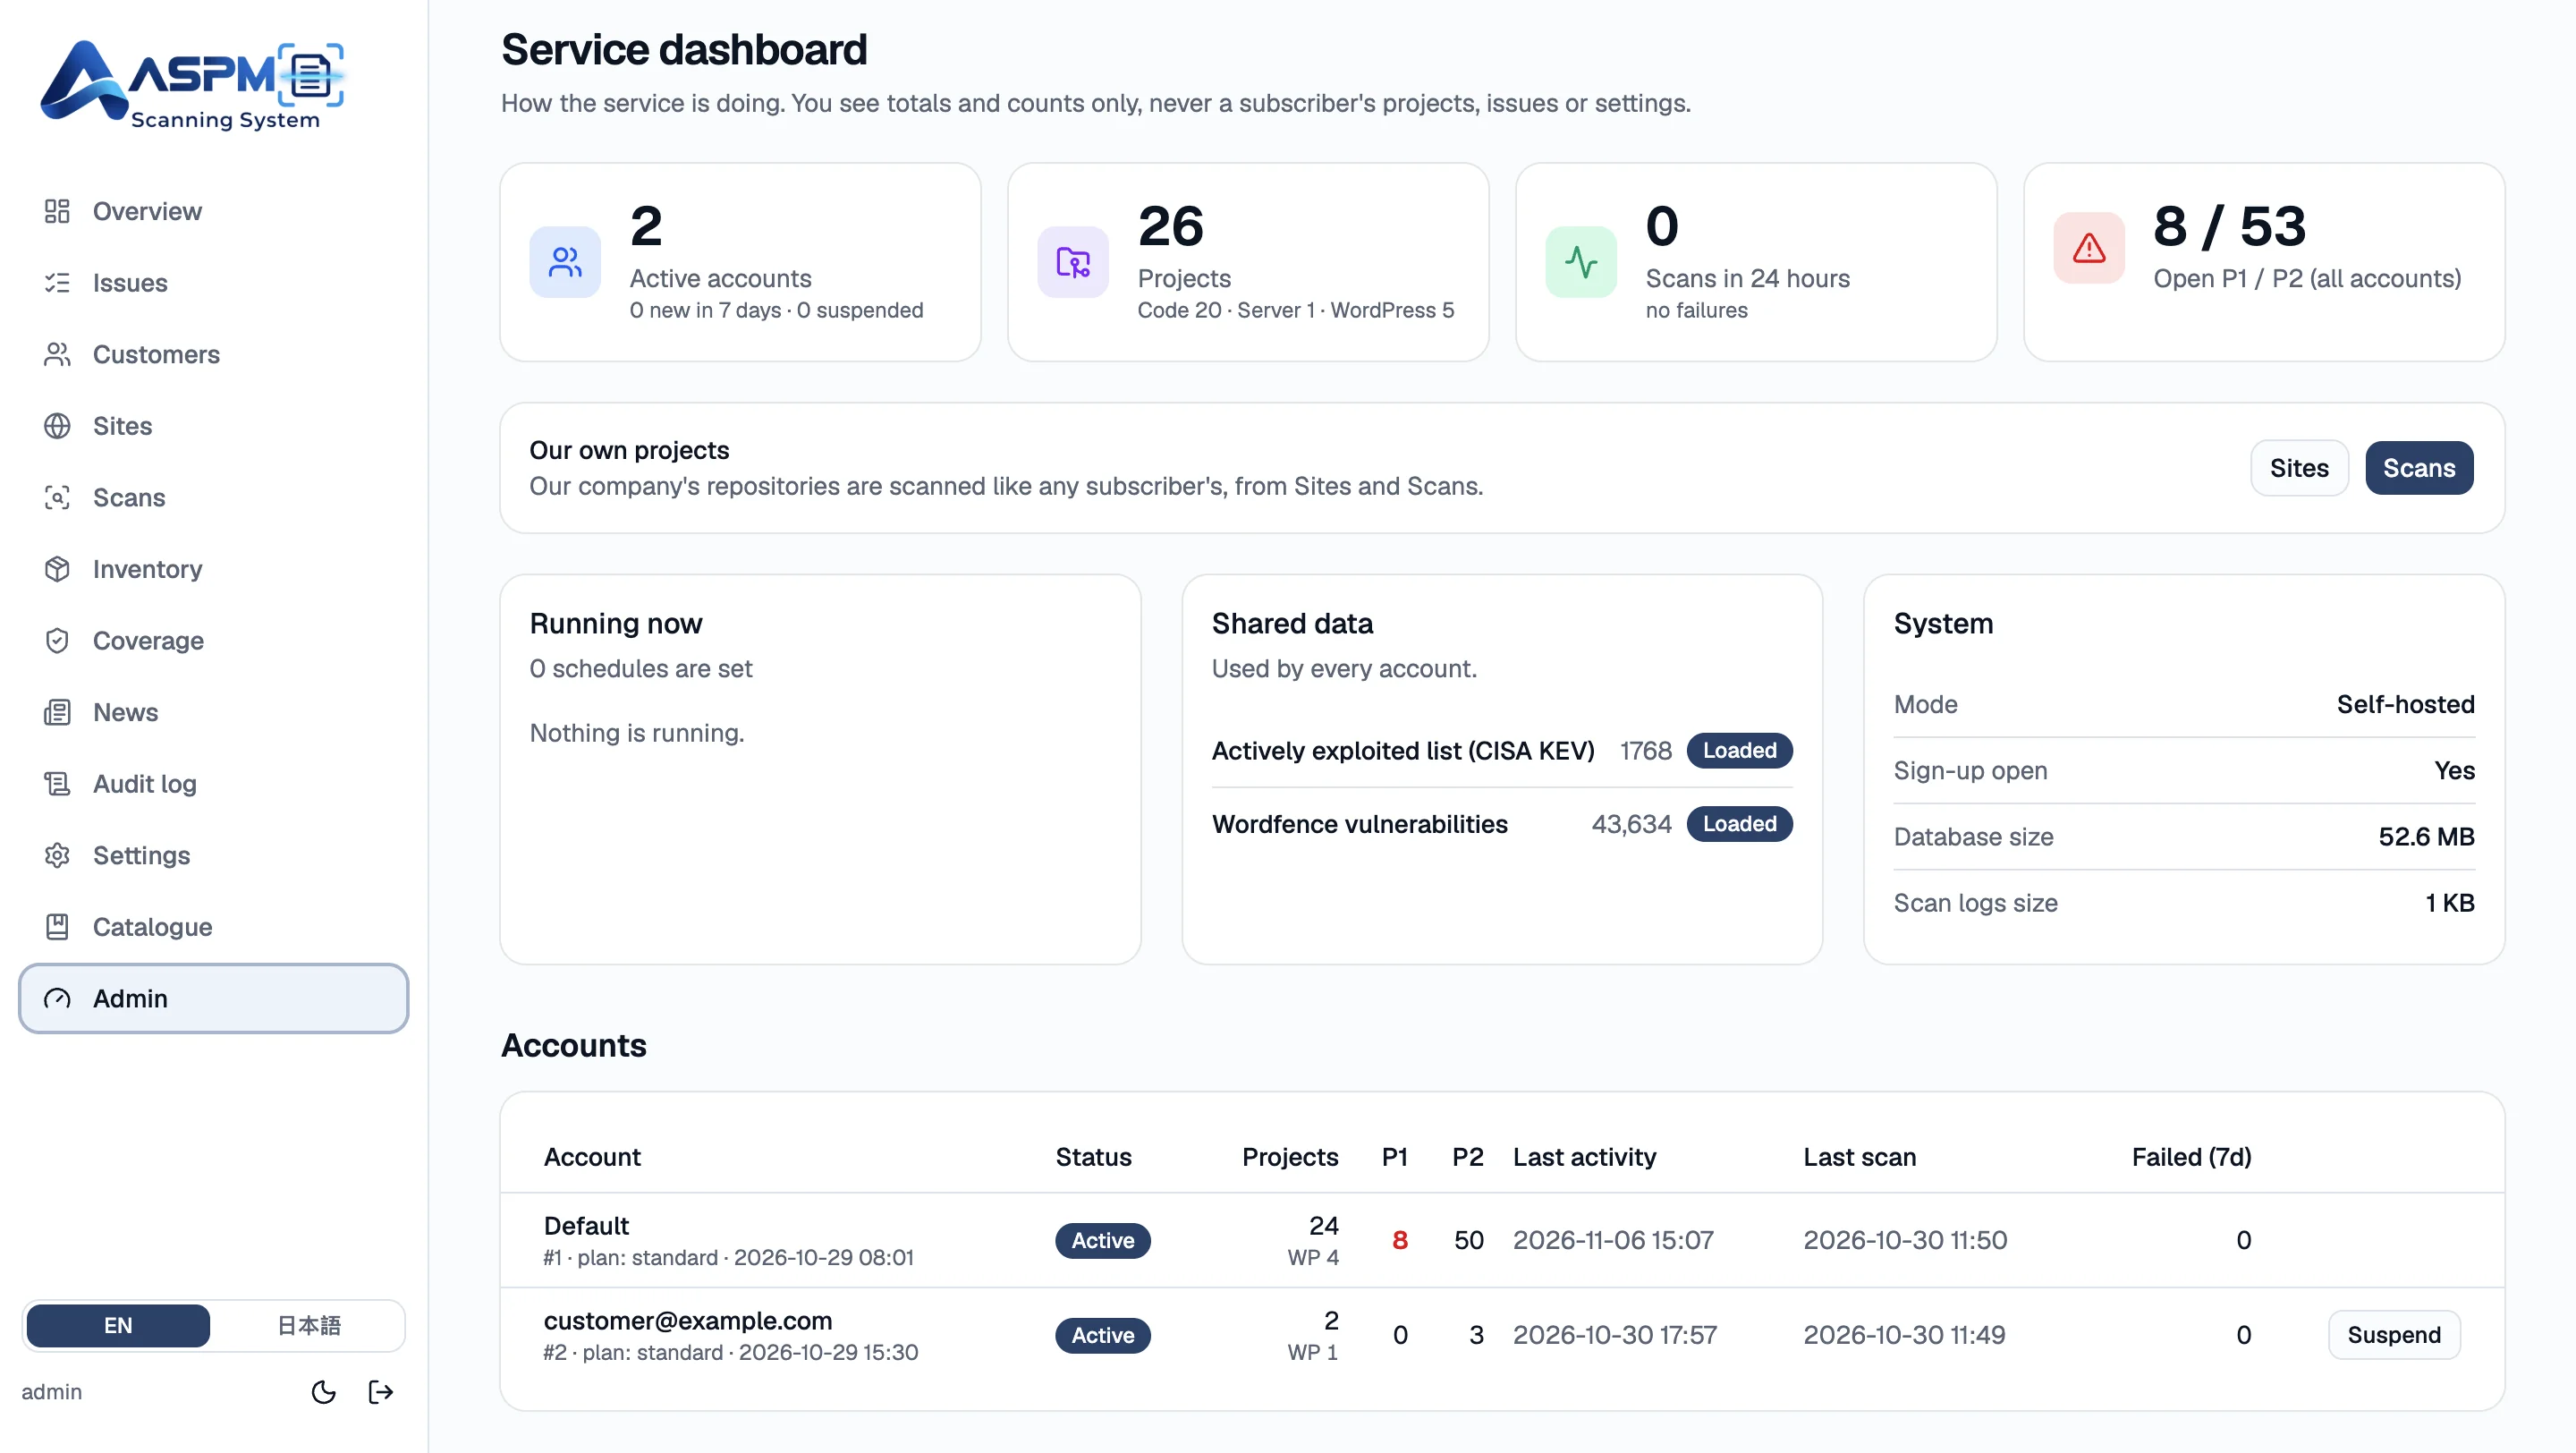 ASPM
Scanning System
Overview
Issues
Customers
Sites
Scans
Inventory
Coverage
News
Audit log
Settings
Catalogue
Admin
EN
日本語
admin
Service dashboard
How the service is doing. You see totals and counts only, never a subscriber's projects, issues or settings.
2
Active accounts
0 new in 7 days · 0 suspended
26
Projects
Code 20 · Server 1 · WordPress 5
0
Scans in 24 hours
no failures
8 / 53
Open P1 / P2 (all accounts)
Our own projects
Our company's repositories are scanned like any subscriber's, from Sites and Scans.
Sites
Scans
Running now
0 schedules are set
Nothing is running.
Shared data
Used by every account.
Actively exploited list (CISA KEV) 1768 Loaded
Wordfence vulnerabilities 43,634 Loaded
System
Mode Self-hosted
Sign-up open Yes
Database size 52.6 MB
Scan logs size 1 KB
Accounts
Account Status Projects P1 P2 Last activity Last scan Failed (7d)
Default Active 24 8 50 2026-11-06 15:07 2026-10-30 11:50 0
#1 · plan: standard · 2026-10-29 08:01 WP 4
customer@example.com Active 2 0 3 2026-10-30 17:57 2026-10-30 11:49 0 Suspend
#2 · plan: standard · 2026-10-29 15:30 WP 1